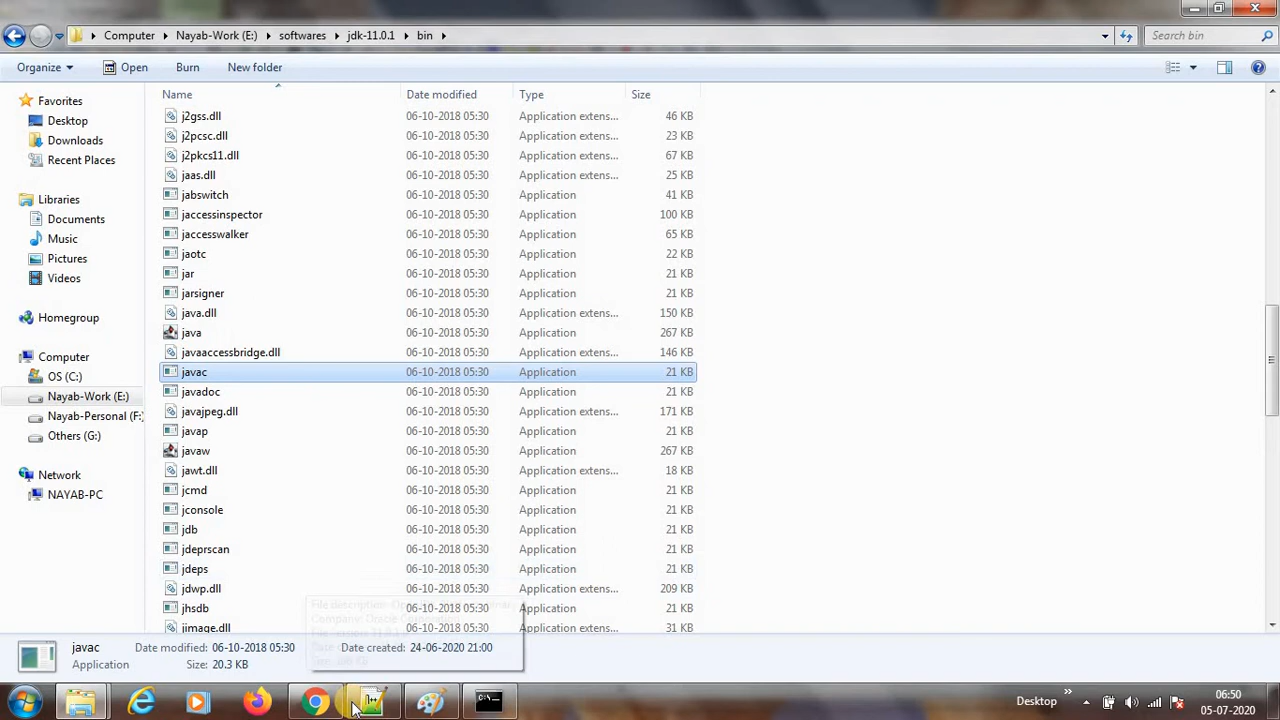 Computer Nayab-Work (E:) softwares jdk-11.0.1 bin Search bin
Organize Open Burn New folder
Name Date modified Type Size
Favorites
Desktop
Downloads
Recent Places
Libraries
Documents
Music
Pictures
Videos
Homegroup
Computer
OS (C:)
Nayab-Work (E:)
Nayab-Personal (F:
Others (G:)
Network
NAYAB-PC
j2gss.dll 06-10-2018 05:30 Application extens... 46 KB
j2pcsc.dll 06-10-2018 05:30 Application extens... 23 KB
j2pkcs11.dll 06-10-2018 05:30 Application extens... 67 KB
jaas.dll 06-10-2018 05:30 Application extens... 25 KB
jabswitch 06-10-2018 05:30 Application 41 KB
jaccessinspector 06-10-2018 05:30 Application 100 KB
jaccesswalker 06-10-2018 05:30 Application 65 KB
jaotc 06-10-2018 05:30 Application 22 KB
jar 06-10-2018 05:30 Application 21 KB
jarsigner 06-10-2018 05:30 Application 21 KB
java.dll 06-10-2018 05:30 Application extens... 150 KB
java 06-10-2018 05:30 Application 267 KB
javaaccessbridge.dll 06-10-2018 05:30 Application extens... 146 KB
javac 06-10-2018 05:30 Application 21 KB
javadoc 06-10-2018 05:30 Application 21 KB
javajpeg.dll 06-10-2018 05:30 Application extens... 171 KB
javap 06-10-2018 05:30 Application 21 KB
javaw 06-10-2018 05:30 Application 267 KB
jawt.dll 06-10-2018 05:30 Application extens... 18 KB
jcmd 06-10-2018 05:30 Application 21 KB
jconsole 06-10-2018 05:30 Application 21 KB
jdb 06-10-2018 05:30 Application 21 KB
jdeprscan 06-10-2018 05:30 Application 21 KB
jdeps 06-10-2018 05:30 Application 21 KB
jdwp.dll 06-10-2018 05:30 Application extens... 209 KB
jhsdb 06-10-2018 05:30 Application 21 KB
jimage.dll 06-10-2018 05:30 Application extens... 31 KB
javac Date modified: 06-10-2018 05:30 Date created: 24-06-2020 21:00
Application Size: 20.3 KB
Desktop
06:50
05-07-2020